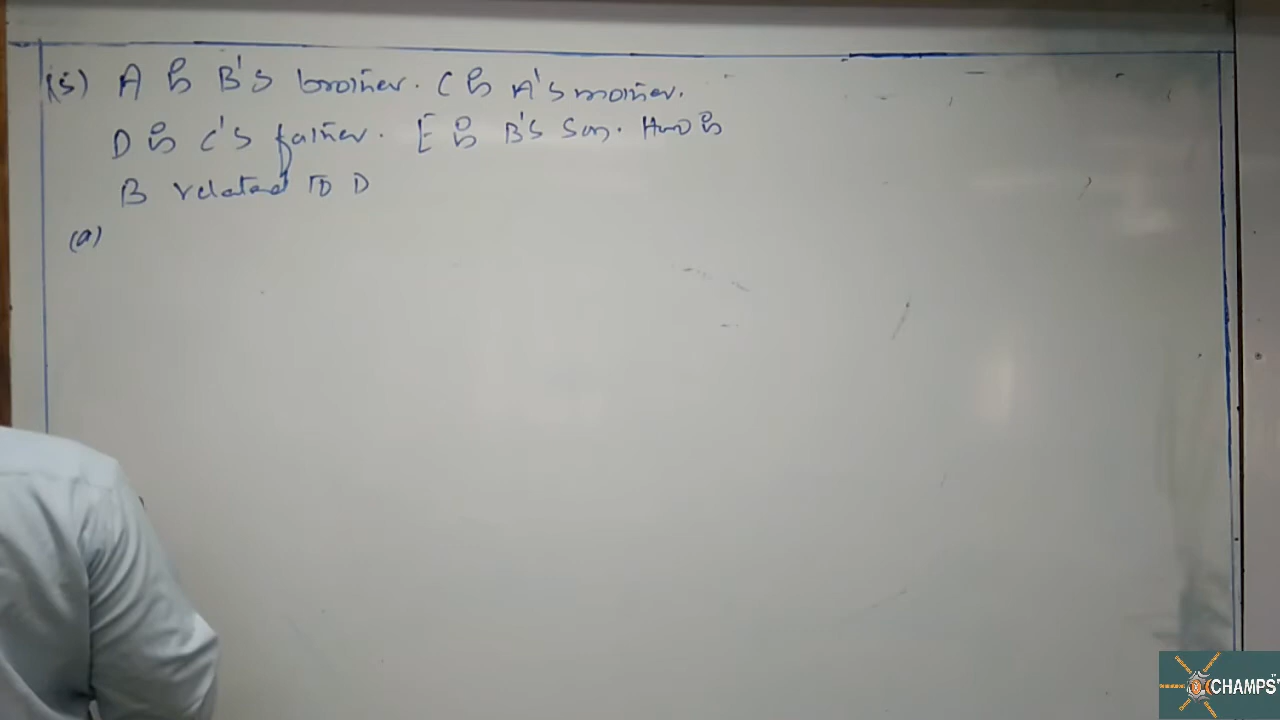 (5) A is B's brother. C is A's mother.
D is C's father. E is B's Son. How is
B related To D
(a)
CHAMPS